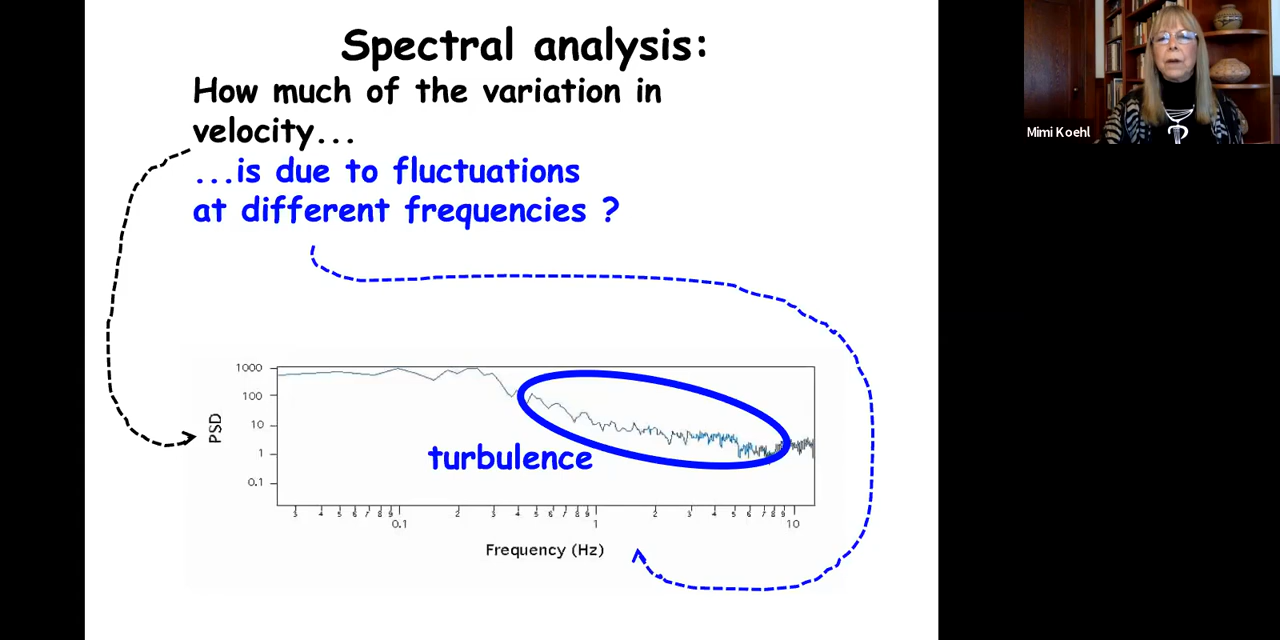 Spectral analysis:
How much of the variation in
velocity...
...is due to fluctuations
at different frequencies ?
Mimi Koehl
1000
100
10
1
0.1
PSD
turbulence
3 4 5 6 7 8 9 2 3 4 5 6 7 8 9 2 3 4 5 6 7 8 9
0.1 1 10
Frequency (Hz)